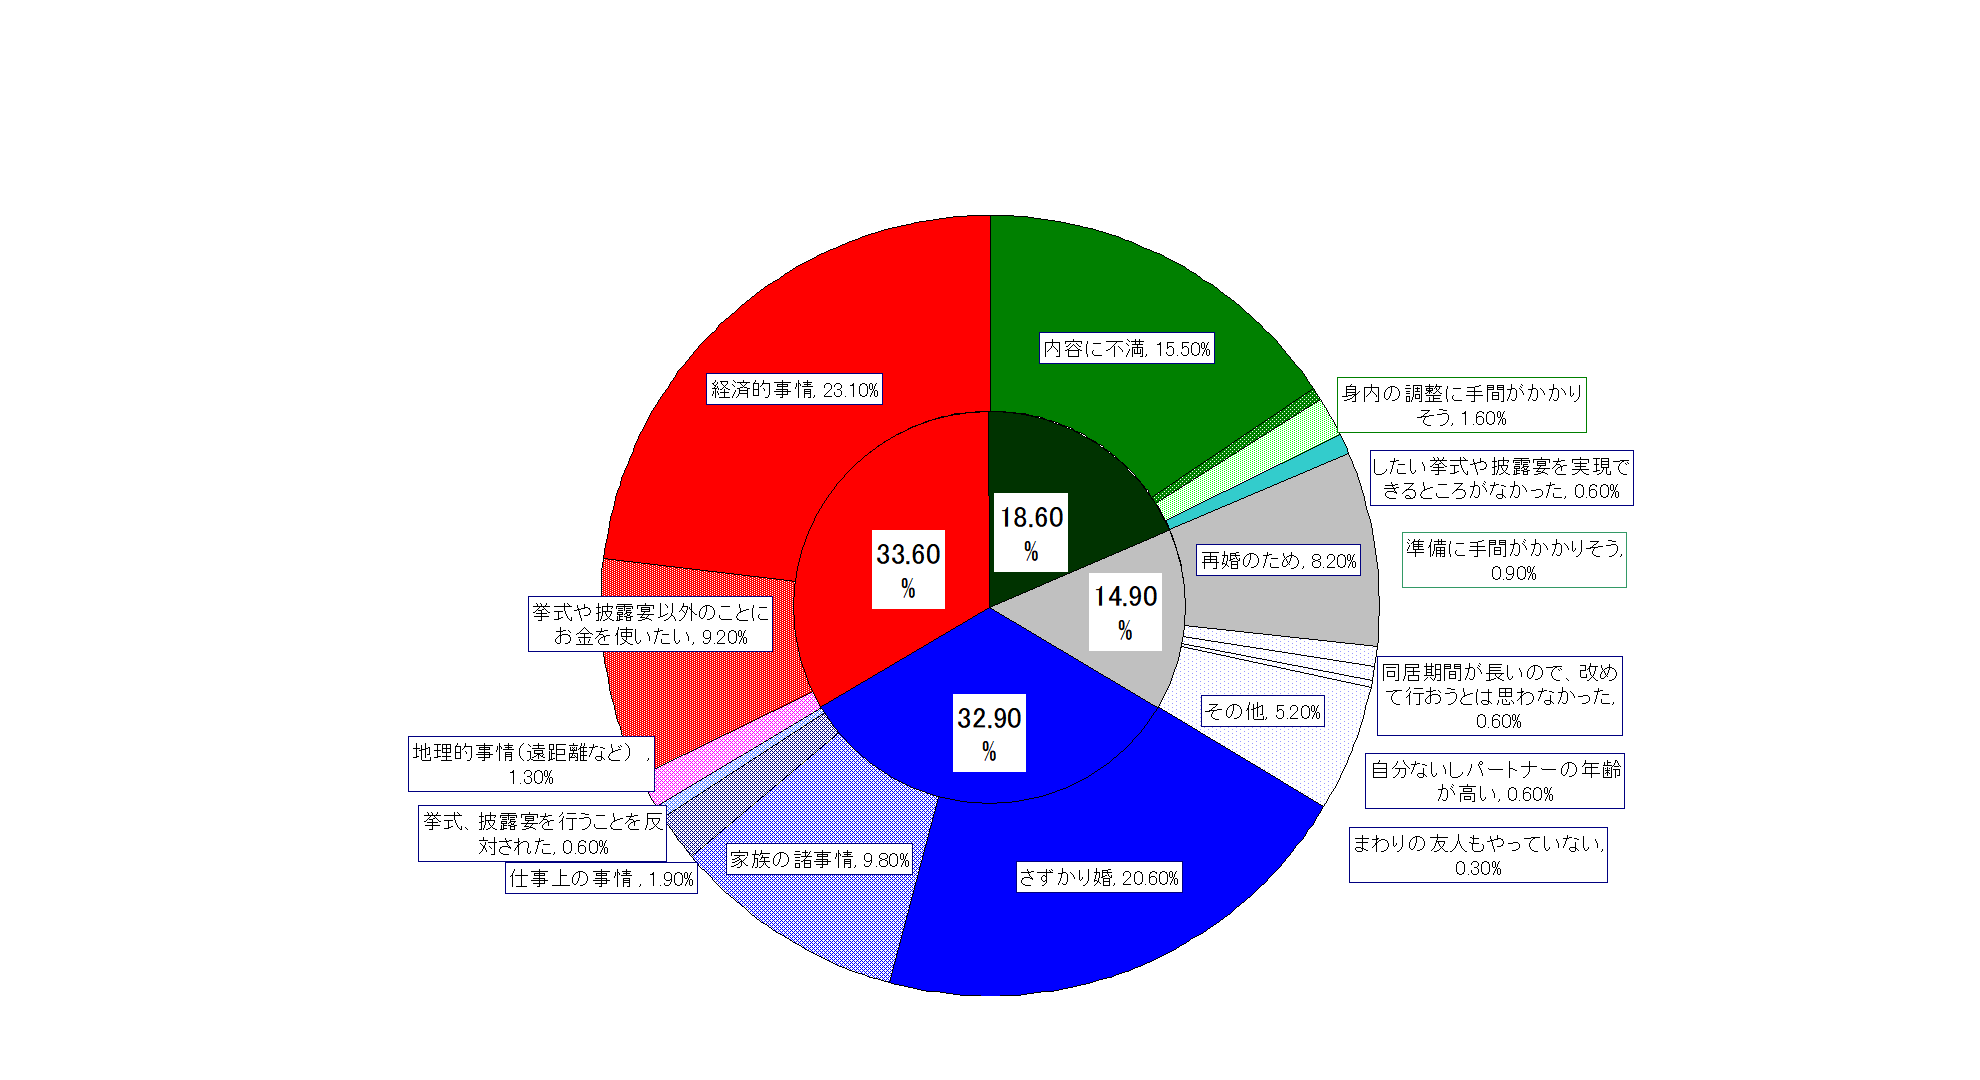 内容に不満, 15.50%
経済的事情, 23.10%
身内の調整に手間がかかり
そう, 1.60%
したい挙式や披露宴を実現で
きるところがなかった, 0.60%
18.60
%
33.60
%
準備に手間がかかりそう,
0.90%
再婚のため, 8.20%
14.90
%
挙式や披露宴以外のことに
お金を使いたい, 9.20%
同居期間が長いので、改め
て行おうとは思わなかった,
0.60%
その他, 5.20%
32.90
%
地理的事情（遠距離など） ,
1.30%
自分ないしパートナーの年齢
が高い, 0.60%
挙式、披露宴を行うことを反
対された, 0.60%
まわりの友人もやっていない,
0.30%
家族の諸事情, 9.80%
仕事上の事情 , 1.90%
さずかり婚, 20.60%